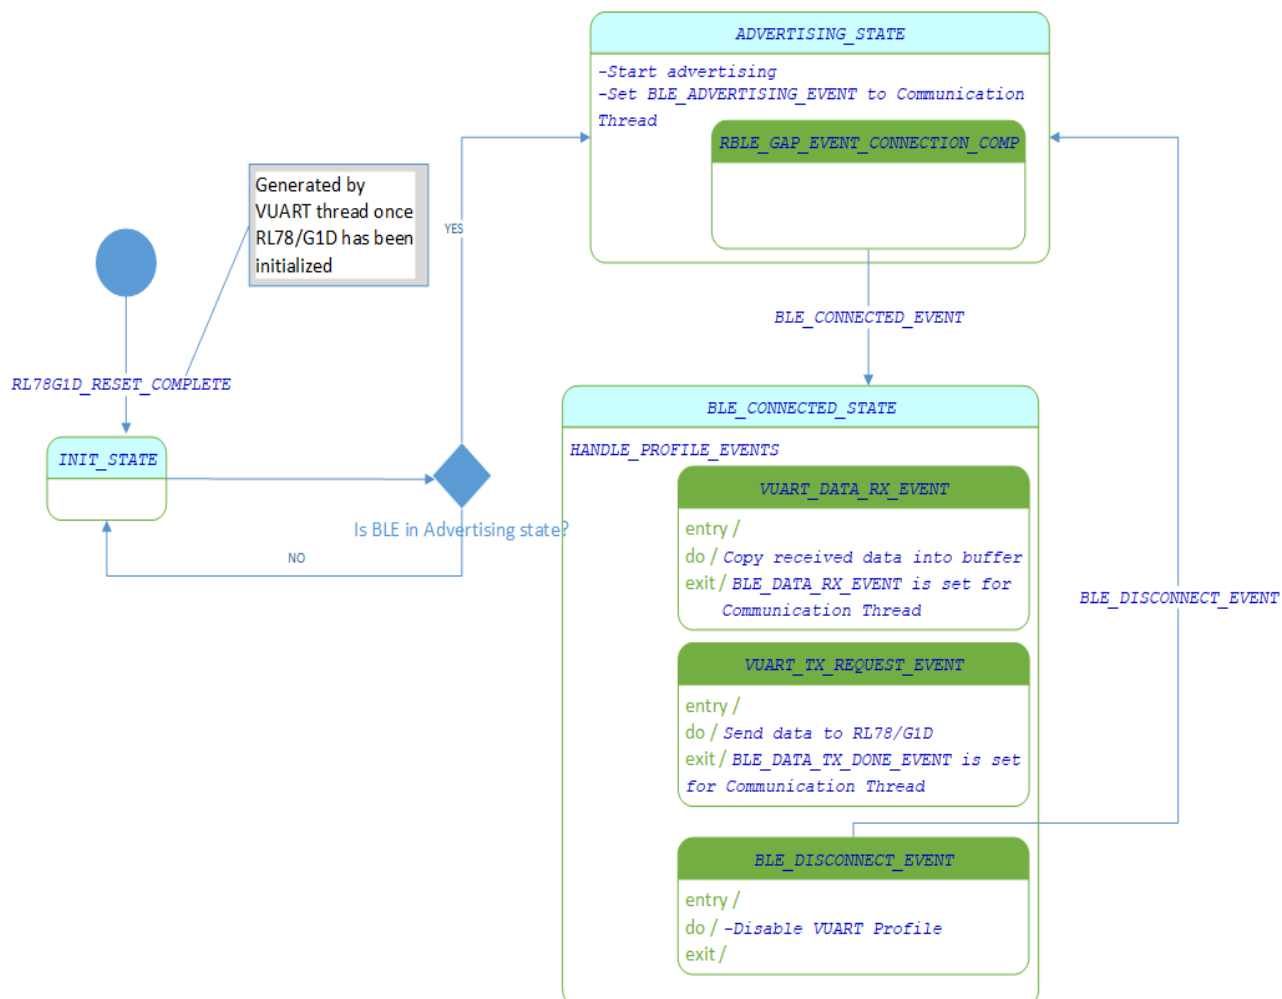 ADVERTISING_STATE
-Start advertising
-Set BLE_ADVERTISING_EVENT to Communication
Thread
RBLE_GAP_EVENT_CONNECTION_COMP
Generated by
VUART thread once
RL78/G1D has been
initialized
YES
BLE_CONNECTED_EVENT
RL78G1D_RESET_COMPLETE
INIT_STATE
Is BLE in Advertising state?
NO
BLE_CONNECTED_STATE
HANDLE_PROFILE_EVENTS
VUART_DATA_RX_EVENT
entry /
do / Copy received data into buffer
exit / BLE_DATA_RX_EVENT is set for
Communication Thread
BLE_DISCONNECT_EVENT
VUART_TX_REQUEST_EVENT
entry /
do / Send data to RL78/G1D
exit / BLE_DATA_TX_DONE_EVENT is set
for Communication Thread
BLE_DISCONNECT_EVENT
entry /
do / -Disable VUART Profile
exit /